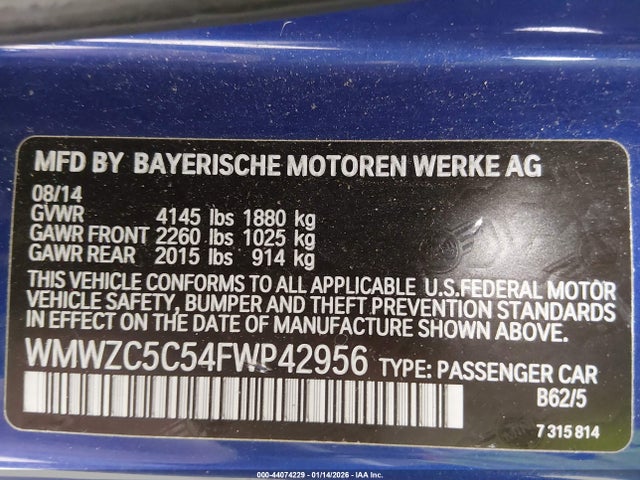 MFD BY BAYERISCHE MOTOREN WERKE AG
08/14
GVWR 4145 lbs 1880 kg
GAWR FRONT 2260 lbs 1025 kg
GAWR REAR 2015 lbs 914 kg
THIS VEHICLE CONFORMS TO ALL APPLICABLE U.S.FEDERAL MOTOR
VEHICLE SAFETY, BUMPER AND THEFT PREVENTION STANDARDS
IN EFFECT ON THE DATE OF MANUFACTURE SHOWN ABOVE.
WMWZC5C54FWP42956 TYPE: PASSENGER CAR
B62/5
7 315 814
000-44074229 - 01/14/2026 - IAA Inc.